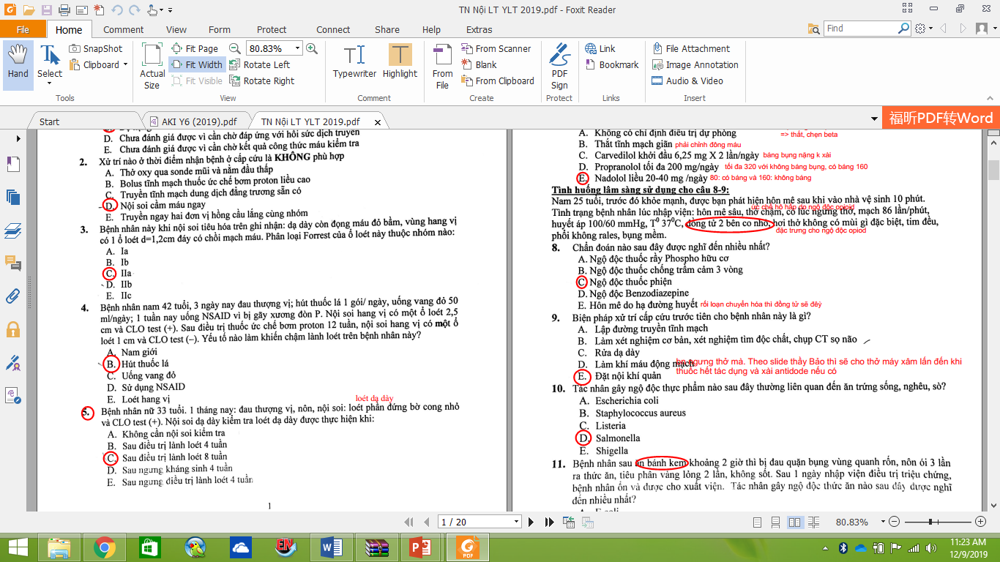 TN Nội LT YLT 2019.pdf - Foxit Reader
File Home Comment View Form Protect Connect Share Help Extras
Find
Hand
Select
SnapShot
Clipboard
Tools
Actual Size
Fit Page
Fit Width
Fit Visible
80.83%
Rotate Left
Rotate Right
View
Typewriter
Highlight
Comment
From File
From Scanner
Blank
From Clipboard
Create
PDF Sign
Protect
Link
Bookmark
Links
File Attachment
Image Annotation
Audio & Video
Insert
Start
AKI Y6 (2019).pdf
TN Nội LT YLT 2019.pdf
福昕PDF转Word
D. Chưa đánh giá được vì cần chờ đáp ứng với hồi sức dịch truyền
E. Chưa đánh giá được vì cần chờ kết quả công thức máu kiểm tra
2. Xử trí nào ở thời điểm nhận bệnh ở cấp cứu là KHÔNG phù hợp
A. Thở oxy qua sonde mũi và nằm đầu thấp
B. Bolus tĩnh mạch thuốc ức chế bơm proton liều cao
C. Truyền tĩnh mạch dung dịch đẳng trương sẵn có
D. Nội soi cầm máu ngay
E. Truyền ngay hai đơn vị hồng cầu lắng cùng nhóm
3. Bệnh nhân này khi nội soi tiêu hóa trên ghi nhận: dạ dày còn đọng máu đỏ bầm, vùng hang vị
có 1 ổ loét d=1,2cm đáy có chồi mạch máu. Phân loại Forrest của ổ loét này thuộc nhóm nào:
A. Ia
B. Ib
C. IIa
D. IIb
E. IIc
4. Bệnh nhân nam 42 tuổi, 3 ngày nay đau thượng vị; hút thuốc lá 1 gói/ ngày, uống vang đỏ 50
ml/ngày; 1 tuần nay uống NSAID vì bị gãy xương đòn P. Nội soi hang vị có một ổ loét 2,5
cm và CLO test (+). Sau điều trị thuốc ức chế bơm proton 12 tuần, nội soi hang vị có một ổ
loét 1 cm và CLO test (–). Yếu tố nào làm khiến chậm lành loét trên bệnh nhân này?
A. Nam giới
B. Hút thuốc lá
C. Uống vang đỏ
D. Sử dụng NSAID
E. Loét hang vị
loét dạ dày
5. Bệnh nhân nữ 33 tuổi. 1 tháng nay: đau thượng vị, nôn, nội soi: loét phần đứng bờ cong nhỏ
và CLO test (+). Nội soi dạ dày kiểm tra loét dạ dày được thực hiện khi:
A. Không cần nội soi kiểm tra
B. Sau điều trị lành loét 4 tuần
C. Sau điều trị lành loét 8 tuần
D. Sau ngưng kháng sinh 4 tuần
E. Sau ngưng điều trị lành loét 4 tuần
1
A. Không có chỉ định điều trị dự phòng => thắt, chẹn beta
B. Thắt tĩnh mạch giãn phải chỉnh đông máu
C. Carvedilol khởi đầu 6,25 mg X 2 lần/ngày báng bụng nặng k xài
D. Propranolol tối đa 200 mg/ngày tối đa 320 với không báng bụng, có báng 160
E. Nadolol liều 20-40 mg /ngày 80: có báng và 160: không báng
Tình huống lâm sàng sử dụng cho câu 8-9:
Nam 25 tuổi, trước đó khỏe mạnh, được bạn phát hiện hôn mê sau khi vào nhà vệ sinh 10 phút.
ức chế hô hấp do ngộ độc opiod
Tình trạng bệnh nhân lúc nhập viện: hôn mê sâu, thở chậm, có lúc ngưng thở, mạch 86 lần/phút,
huyết áp 100/60 mmHg, T⁰ 37⁰C, đồng tử 2 bên co nhỏ, hơi thở không có mùi gì đặc biệt, tim đều,
đặc trưng cho ngộ độc opiod
phổi không rales, bụng mềm.
8. Chẩn đoán nào sau đây được nghĩ đến nhiều nhất?
A. Ngộ độc thuốc rầy Phospho hữu cơ
B. Ngộ độc thuốc chống trầm cảm 3 vòng
C. Ngộ độc thuốc phiện
D. Ngộ độc Benzodiazepine
E. Hôn mê do hạ đường huyết rối loạn chuyển hóa thì đồng tử sẽ đềỳ
9. Biện pháp xử trí cấp cứu trước tiên cho bệnh nhân này là gì?
A. Lập đường truyền tĩnh mạch
B. Làm xét nghiệm cơ bản, xét nghiệm tìm độc chất, chụp CT sọ não
C. Rửa dạ dày
D. Làm khí máu động mạch
bn ngưng thở mà. Theo slide thầy Bảo thì sẽ cho thở máy xâm lấn đến khi
thuốc hết tác dụng và xài antidode nếu có
E. Đặt nội khí quản
10. Tác nhân gây ngộ độc thực phẩm nào sau đây thường liên quan đến ăn trứng sống, nghêu, sò?
A. Escherichia coli
B. Staphylococcus aureus
C. Listeria
D. Salmonella
E. Shigella
11. Bệnh nhân sau ăn bánh kem khoảng 2 giờ thì bị đau quặn bụng vùng quanh rốn, nôn ói 3 lần
ra thức ăn, tiêu phân vàng lỏng 2 lần, không sốt. Sau 1 ngày nhập viện điều trị triệu chứng,
bệnh nhân ổn và được cho xuất viện. Tác nhân gây ngộ độc thức ăn nào sau đây được nghĩ
đến nhiều nhất?
1 / 20
80.83%
11:23 AM
12/9/2019